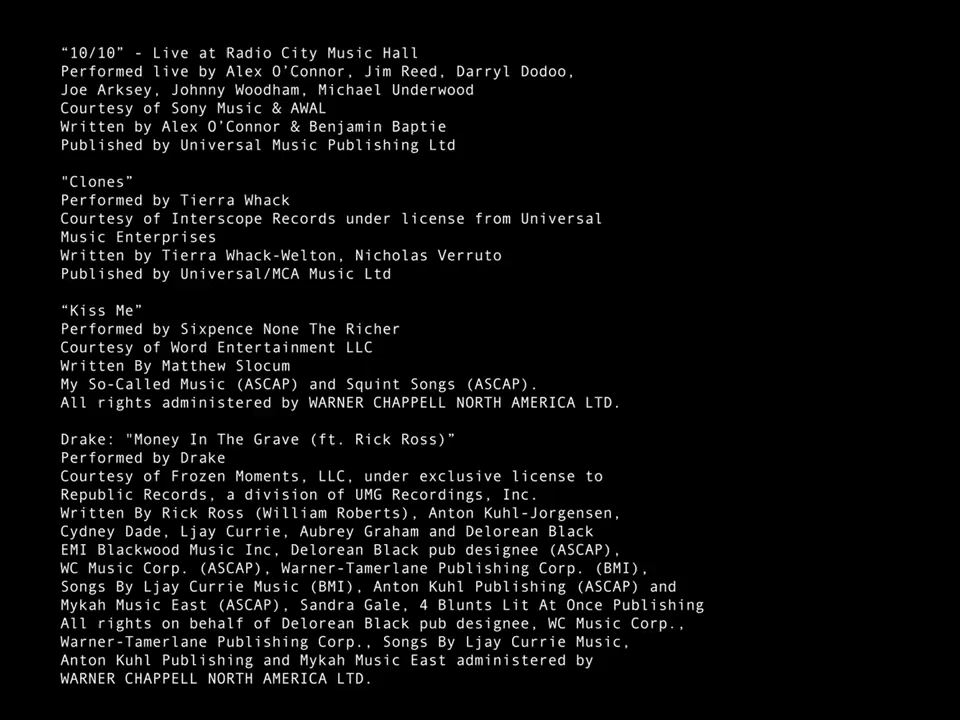 “10/10” - Live at Radio City Music Hall
Performed live by Alex O’Connor, Jim Reed, Darryl Dodoo,
Joe Arksey, Johnny Woodham, Michael Underwood
Courtesy of Sony Music & AWAL
Written by Alex O’Connor & Benjamin Baptie
Published by Universal Music Publishing Ltd
"Clones”
Performed by Tierra Whack
Courtesy of Interscope Records under license from Universal
Music Enterprises
Written by Tierra Whack-Welton, Nicholas Verruto
Published by Universal/MCA Music Ltd
“Kiss Me”
Performed by Sixpence None The Richer
Courtesy of Word Entertainment LLC
Written By Matthew Slocum
My So-Called Music (ASCAP) and Squint Songs (ASCAP).
All rights administered by WARNER CHAPPELL NORTH AMERICA LTD.
Drake: "Money In The Grave (ft. Rick Ross)”
Performed by Drake
Courtesy of Frozen Moments, LLC, under exclusive license to
Republic Records, a division of UMG Recordings, Inc.
Written By Rick Ross (William Roberts), Anton Kuhl-Jorgensen,
Cydney Dade, Ljay Currie, Aubrey Graham and Delorean Black
EMI Blackwood Music Inc, Delorean Black pub designee (ASCAP),
WC Music Corp. (ASCAP), Warner-Tamerlane Publishing Corp. (BMI),
Songs By Ljay Currie Music (BMI), Anton Kuhl Publishing (ASCAP) and
Mykah Music East (ASCAP), Sandra Gale, 4 Blunts Lit At Once Publishing
All rights on behalf of Delorean Black pub designee, WC Music Corp.,
Warner-Tamerlane Publishing Corp., Songs By Ljay Currie Music,
Anton Kuhl Publishing and Mykah Music East administered by
WARNER CHAPPELL NORTH AMERICA LTD.